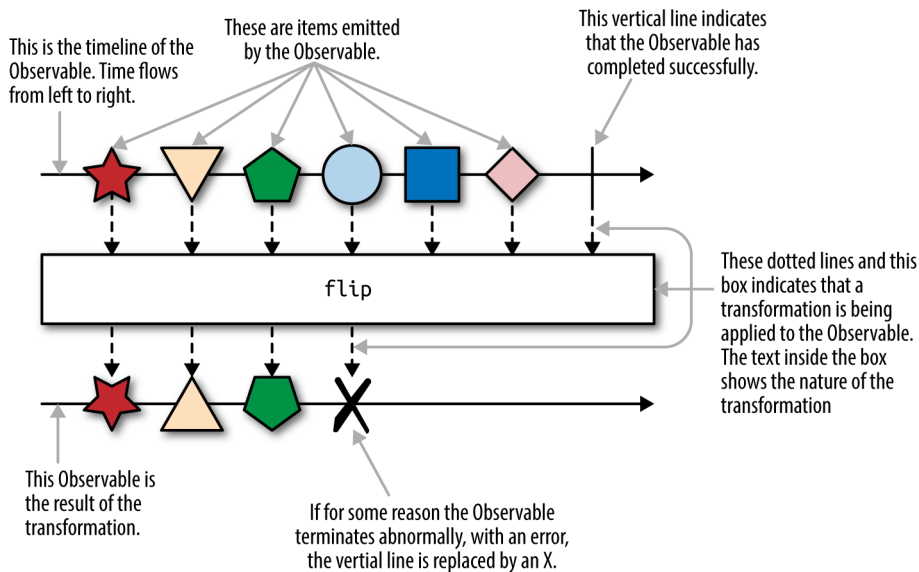 This is the timeline of the
Observable. Time flows
from left to right.
These are items emitted
by the Observable.
This vertical line indicates
that the Observable has
completed successfully.
flip
These dotted lines and this
box indicates that a
transformation is being
applied to the Observable.
The text inside the box
shows the nature of the
transformation
This Observable is
the result of the
transformation.
If for some reason the Observable
terminates abnormally, with an error,
the vertial line is replaced by an X.